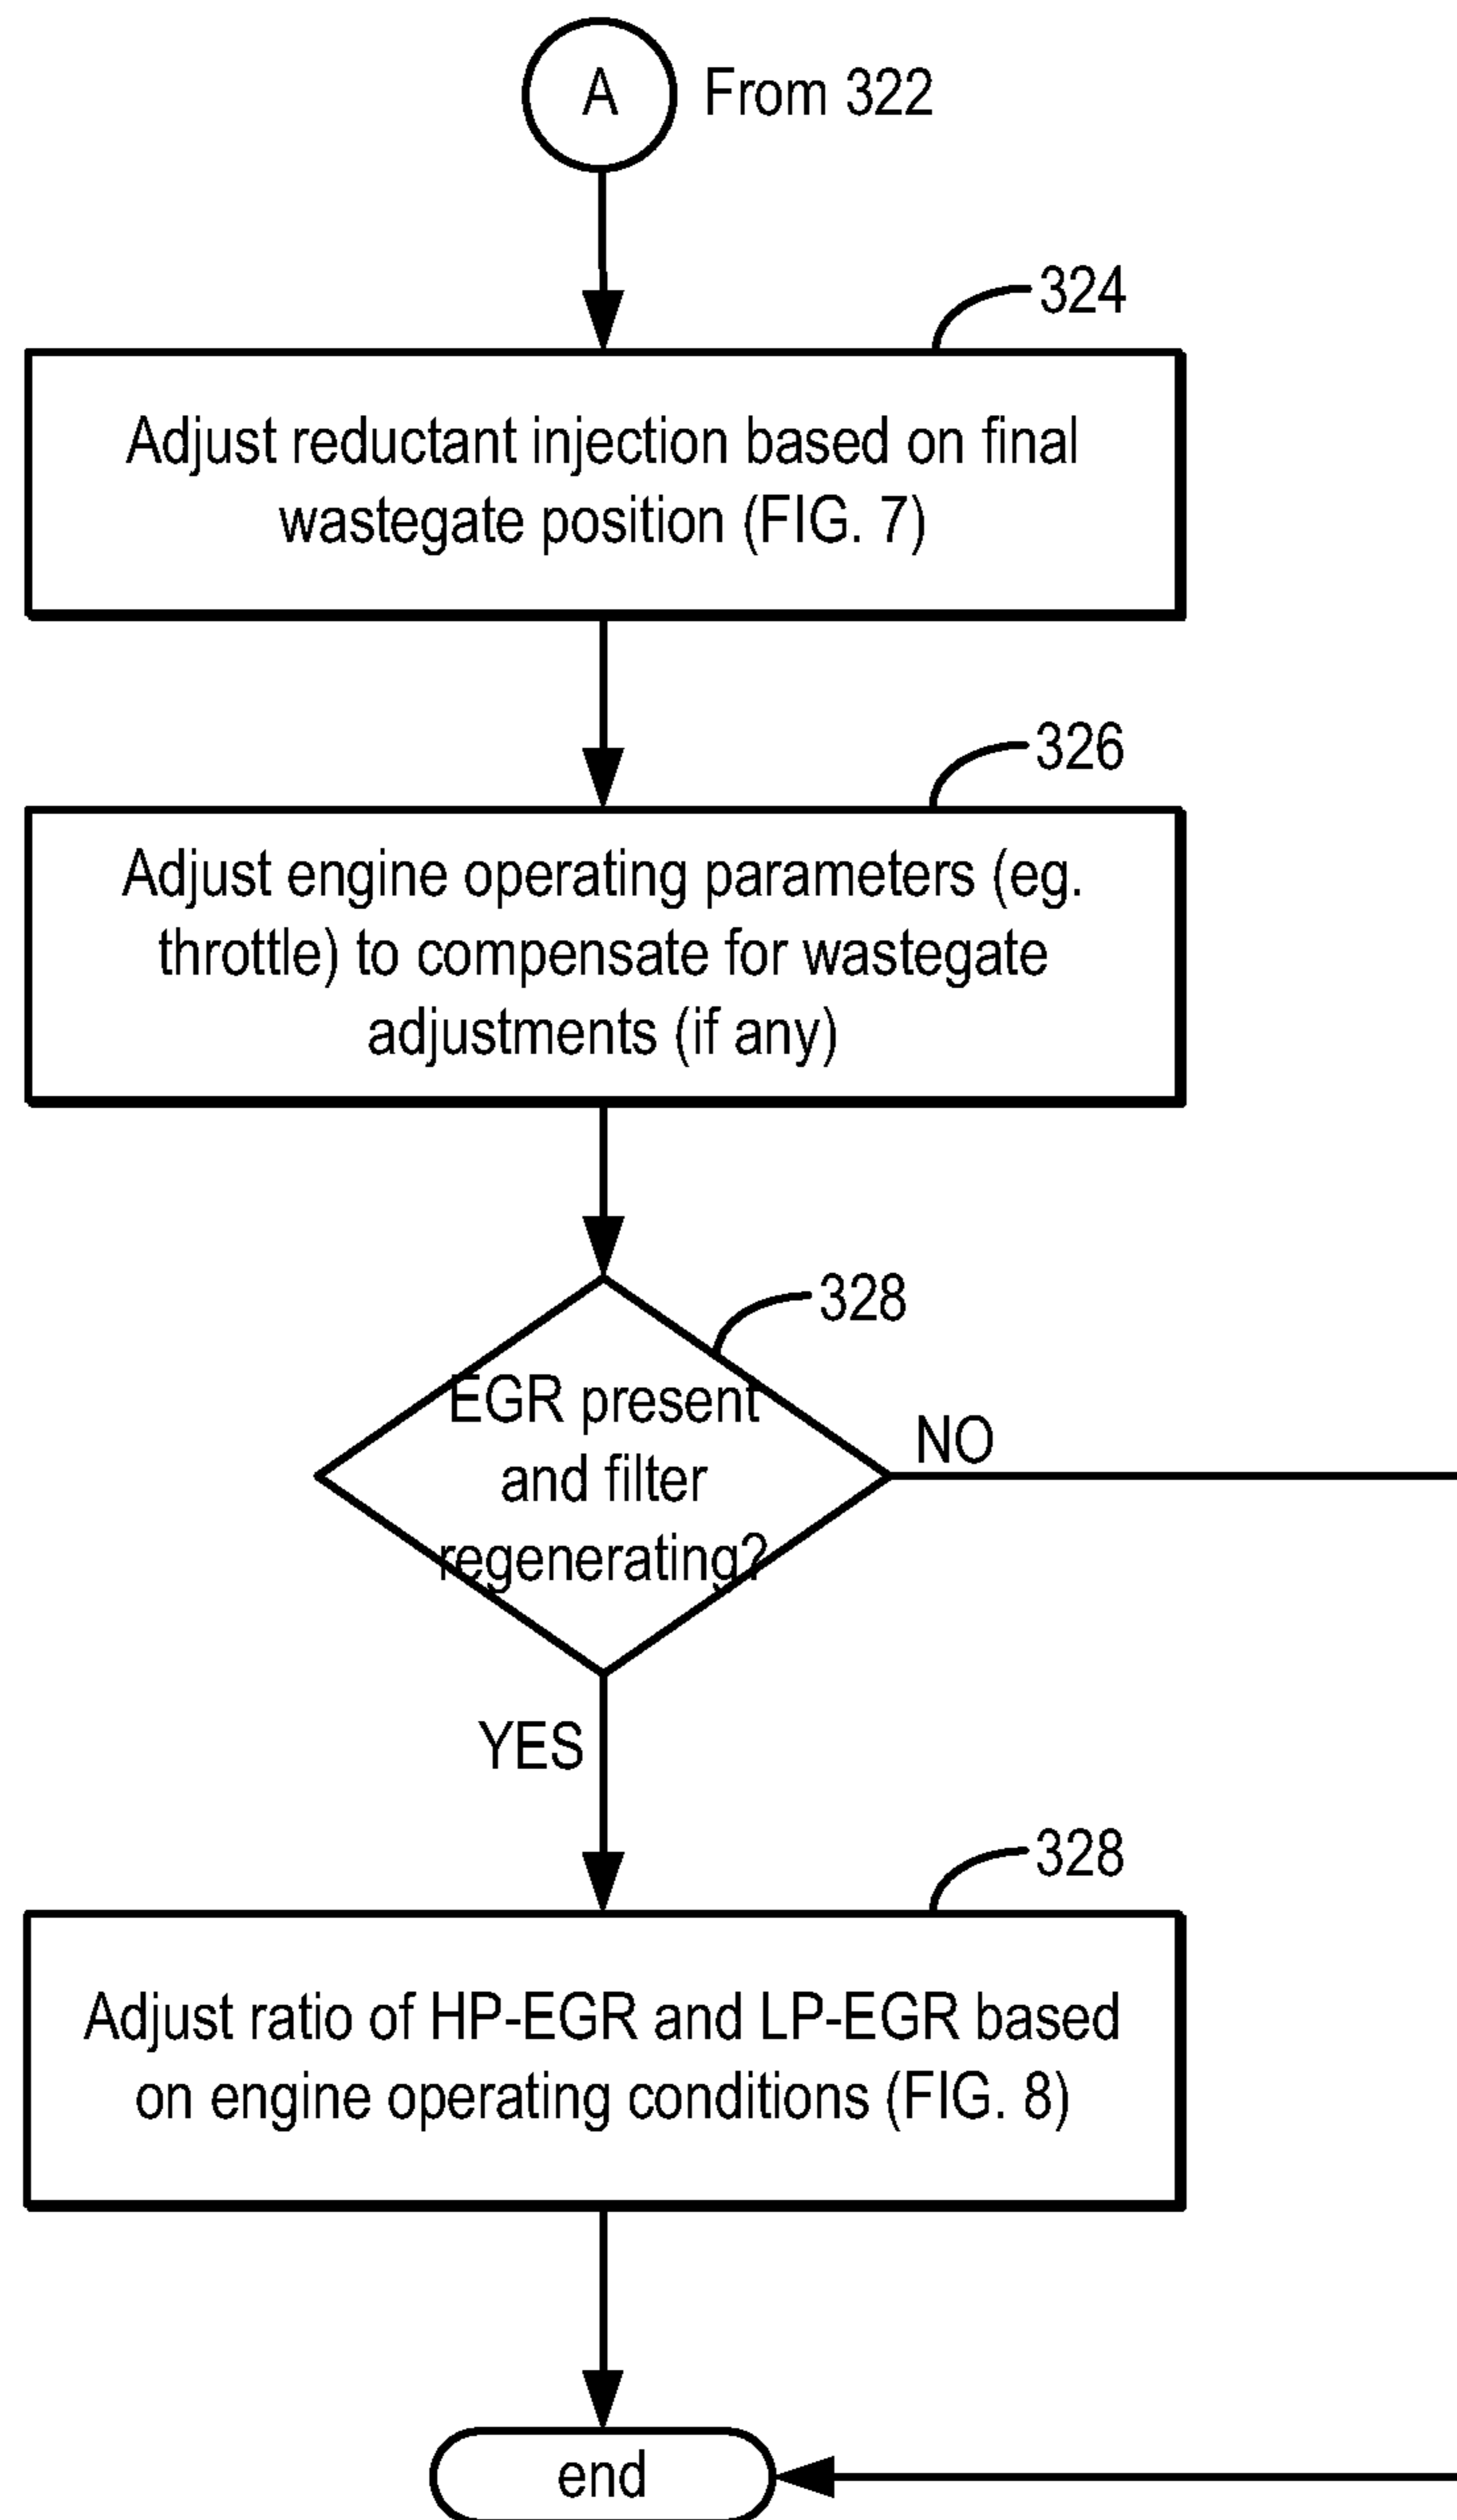 A
From 322
324
Adjust reductant injection based on final
wastegate position (FIG. 7)
326
Adjust engine operating parameters (eg.
throttle) to compensate for wastegate
adjustments (if any)
328
EGR present
and filter
regenerating?
NO
YES
328
Adjust ratio of HP-EGR and LP-EGR based
on engine operating conditions (FIG. 8)
end